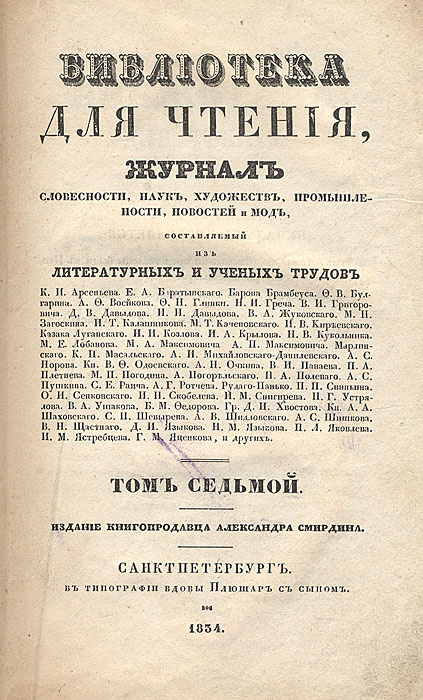 БИБЛІОТЕКА
ДЛЯ ЧТЕНІЯ,
ЖУРНАЛЪ
СЛОВЕСНОСТИ, НАУКЪ, ХУДОЖЕСТВЪ, ПРОМЫШЛЕ-
НОСТИ, НОВОСТЕЙ и МОДЪ,
СОСТАВЛЯЕМЫЙ
ИЗЪ
ЛИТЕРАТУРНЫХЪ И УЧЕНЫХЪ ТРУДОВЪ
К. И. Арсеньева. Е. А. Баратынскаго. Барона Брамбеуса. Ѳ. В. Бул-
гарина. А. Ѳ. Воейкова. Ѳ. Н. Глинки. Н. И. Греча. В. И. Григоро-
вича. Д. В. Давыдова. И. И. Давыдова. В. А. Жуковскаго. М. Н.
Загоскина. И. Т. Калашникова. М. Т. Каченовскаго. И. В. Кирѣевскаго.
Казака Луганскаго. И. И. Козлова. И. А. Крылова. Н. В. Кукольника.
М. Е. Лобанова. М. А. Максимовича. А. П. Максимовича. Марлин-
скаго. К. П. Масальскаго. А. И. Михайловскаго-Данилевскаго. А. С.
Норова. Кн. В. Ѳ. Одоевскаго. А. Н. Очкина. В. И. Панаева. П. А.
Плетнева. М. П. Погодина. А. Погорѣльскаго. Н. А. Полеваго. А. С.
Пушкина. С. Е. Раича. А. Г. Ротчева. Рудаго-Панько. П. П. Свиньина.
О. И. Сенковскаго. И. Н. Скобелева. И. М. Снигирева. Н. Г. Устря-
лова. В. А. Ушакова. Б. М. Федорова. Гр. Д. И. Хвостова. Кн. А. А.
Шаховскаго. С. П. Шевырева. А. В. Шидловскаго. А. С. Шишкова.
В. Н. Щастнаго. Д. И. Языкова. Н. М. Языкова. П. Л. Яковлева.
И. М. Ястребцева. Г. М. Яценкова, и другихъ.
ТОМЪ СЕДЬМОЙ.
ИЗДАНІЕ КНИГОПРОДАВЦА АЛЕКСАНДРА СМИРДИНА.
САНКТПЕТЕРБУРГЪ.
ВЪ ТИПОГРАФІИ ВДОВЫ ПЛЮШАРЪ СЪ СЫНОМЪ.
1834.